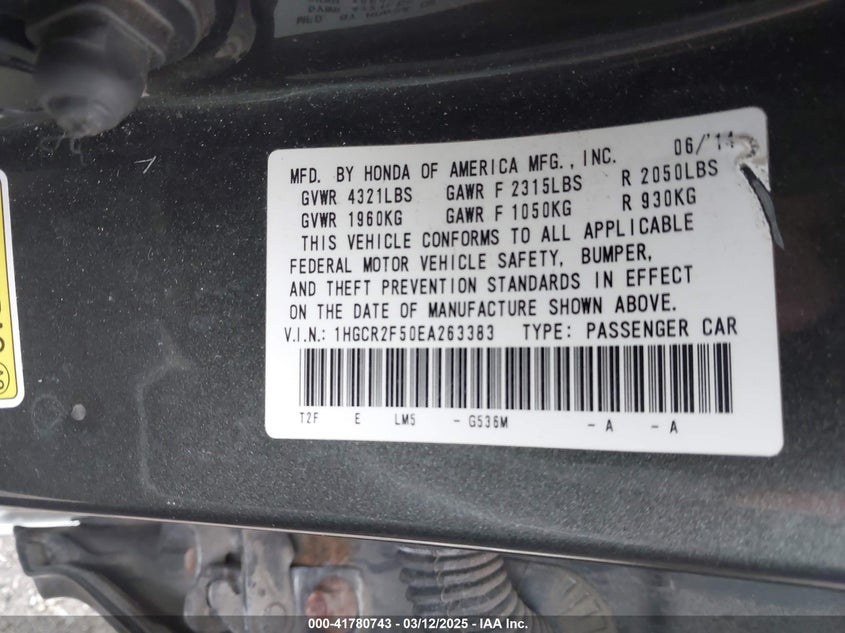 MFD. BY HONDA OF AMERICA MFG., INC. 06/'14
GVWR 4321LBS GAWR F 2315LBS R 2050LBS
GVWR 1960KG GAWR F 1050KG R 930KG
THIS VEHICLE CONFORMS TO ALL APPLICABLE
FEDERAL MOTOR VEHICLE SAFETY, BUMPER,
AND THEFT PREVENTION STANDARDS IN EFFECT
ON THE DATE OF MANUFACTURE SHOWN ABOVE.
V.I.N.: 1HGCR2F50EA263383 TYPE: PASSENGER CAR
T2F E LM5 - G536M - A - A
000-41780743 - 03/12/2025 - IAA Inc.